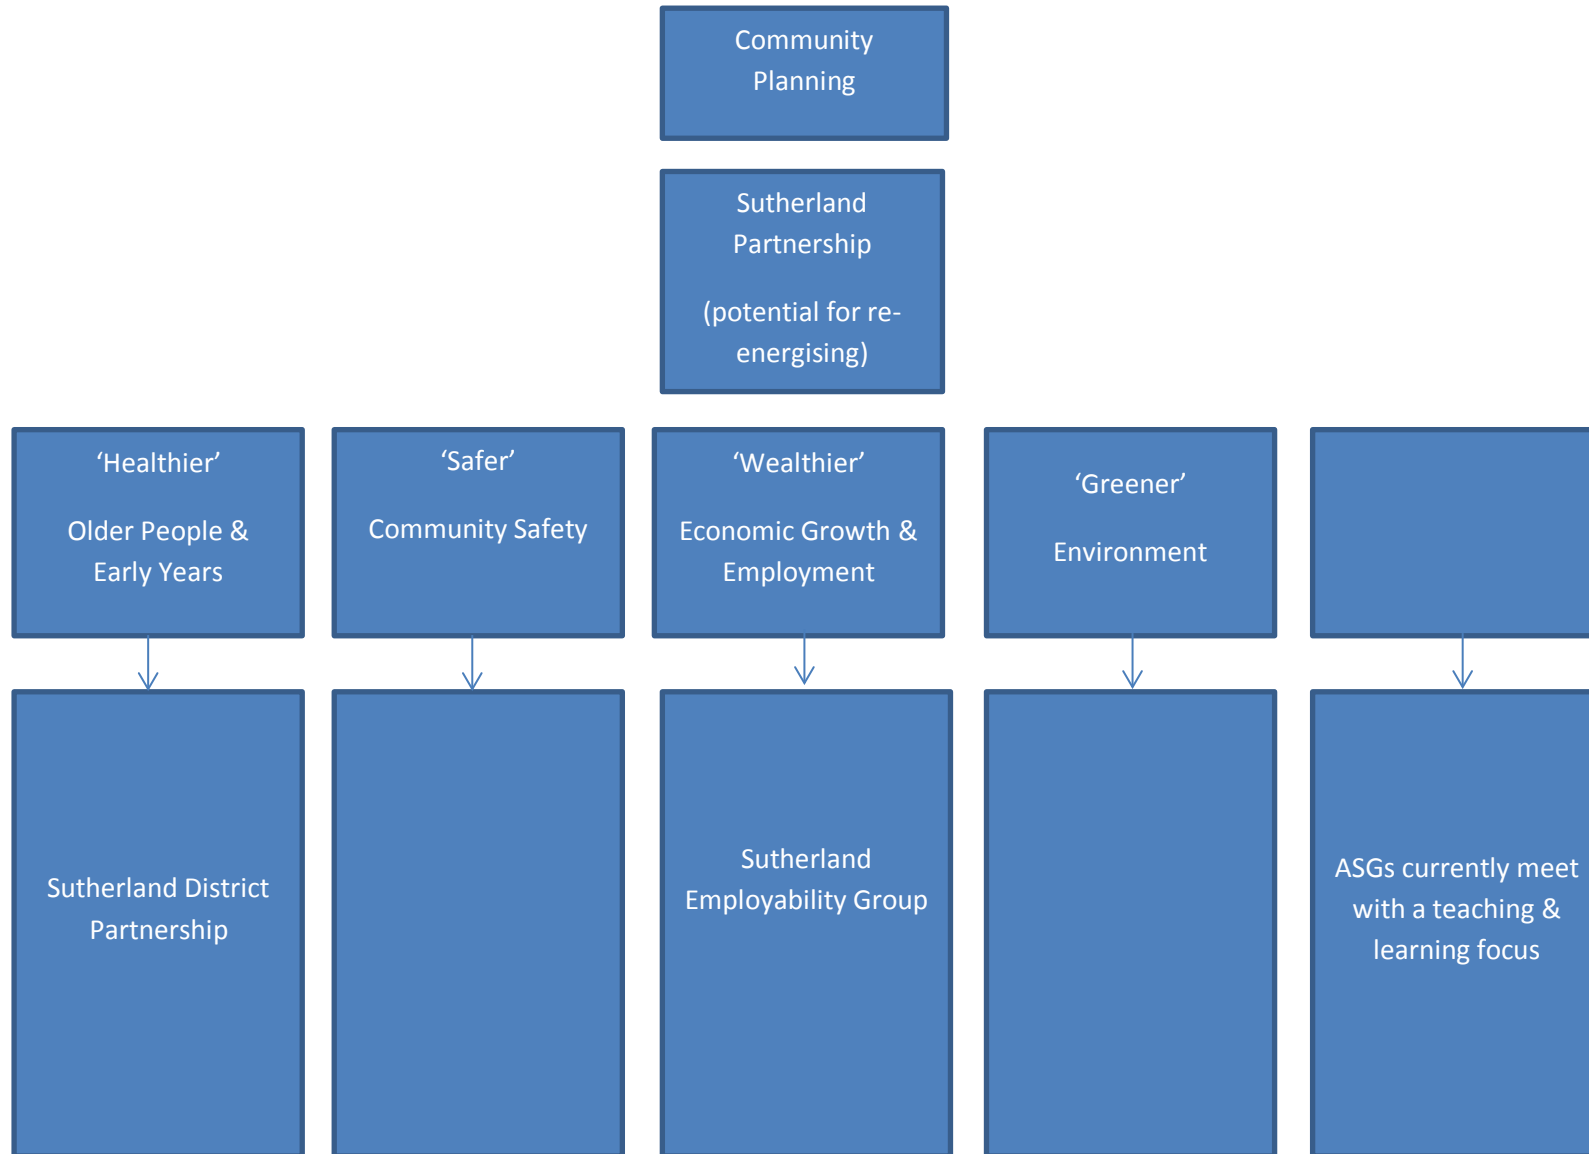 Community
Planning
Sutherland
Partnership
(potential for re-
energising)
‘Healthier’
Older People &
Early Years
‘Safer’
Community Safety
‘Wealthier’
Economic Growth &
Employment
‘Greener’
Environment
Sutherland District
Partnership
Sutherland
Employability Group
ASGs currently meet
with a teaching &
learning focus